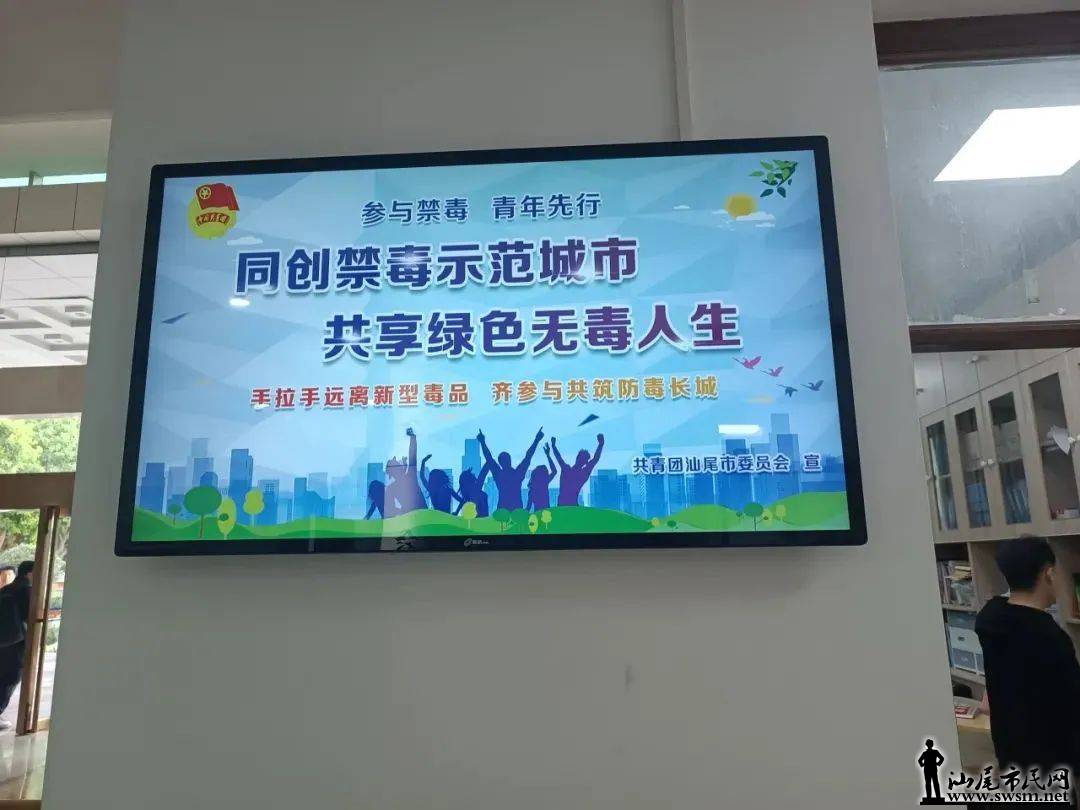 参与禁毒 青年先行
同创禁毒示范城市
共享绿色无毒人生
手拉手远离新型毒品 齐参与共筑防毒长城
共青团汕尾市委员会 宣
汕尾市民网
www.swsm.net